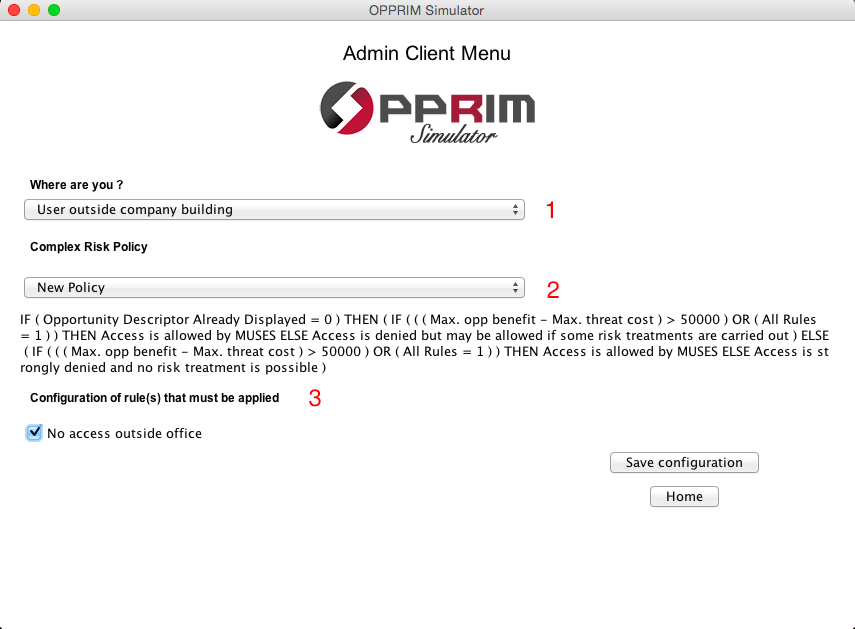 OPPRIM Simulator
Admin Client Menu
OPPRIM
Simulator
Where are you ?
User outside company building 1
Complex Risk Policy
New Policy 2
IF ( Opportunity Descriptor Already Displayed = 0 ) THEN ( IF ( ( ( Max. opp benefit - Max. threat cost ) > 50000 ) OR ( All Rules
= 1 ) ) THEN Access is allowed by MUSES ELSE Access is denied but may be allowed if some risk treatments are carried out ) ELSE
( IF ( ( ( Max. opp benefit - Max. threat cost ) > 50000 ) OR ( All Rules = 1 ) ) THEN Access is allowed by MUSES ELSE Access is st
rongly denied and no risk treatment is possible )
Configuration of rule(s) that must be applied 3
No access outside office
Save configuration
Home